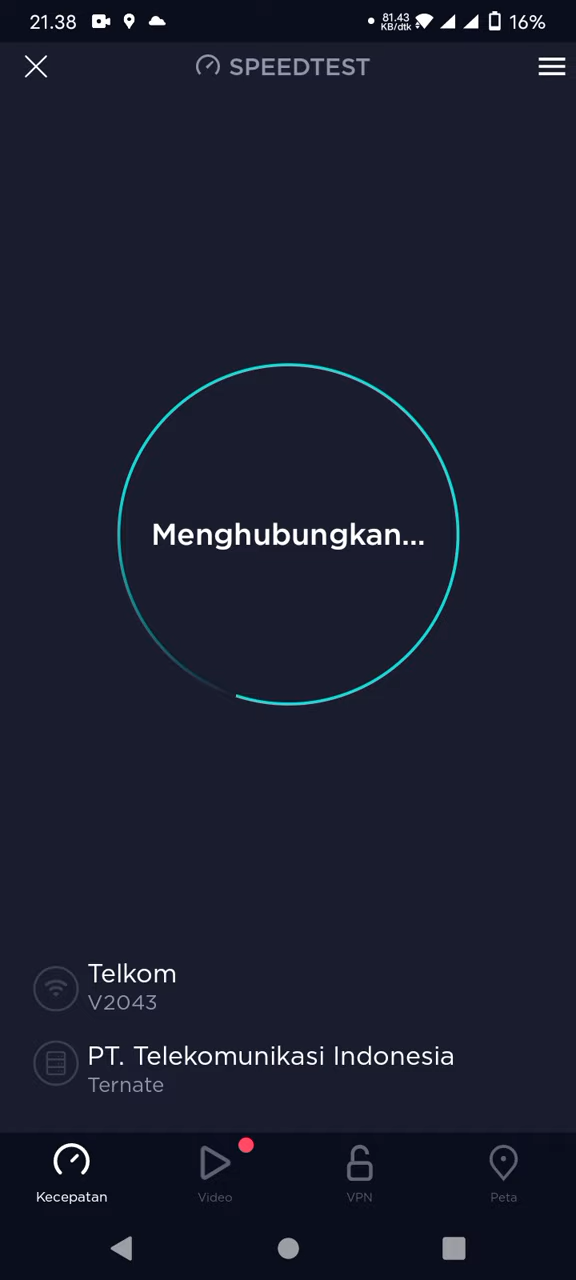 21.38
81.43
KB/dtk
16%
SPEEDTEST
Menghubungkan...
Telkom
V2043
PT. Telekomunikasi Indonesia
Ternate
Kecepatan
Video
VPN
Peta